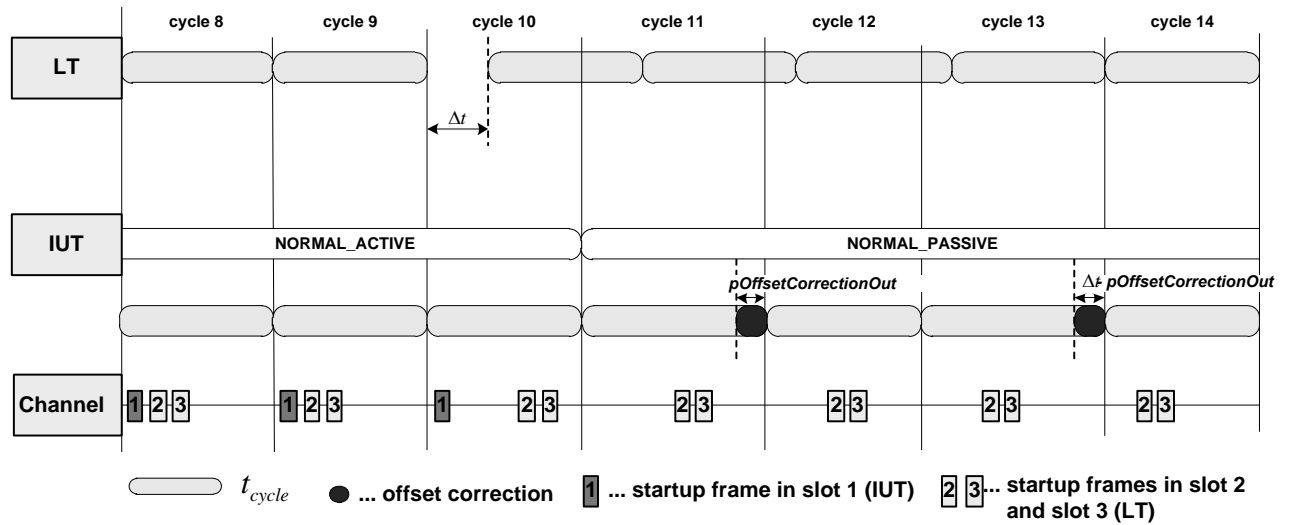 cycle 8 cycle 9 cycle 10 cycle 11 cycle 12 cycle 13 cycle 14
LT
Δt
IUT
NORMAL_ACTIVE NORMAL_PASSIVE
pOffsetCorrectionOut Δt- pOffsetCorrectionOut
Channel 1 2 3 1 2 3 1 2 3 2 3 2 3 2 3 2 3
t_cycle ... offset correction 1 ... startup frame in slot 1 (IUT) 2 3 ... startup frames in slot 2
and slot 3 (LT)